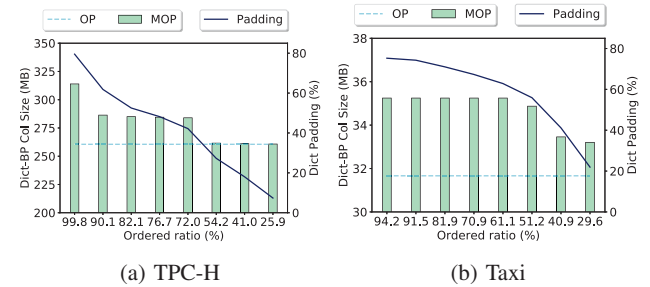 OP MOP Padding
350
325
300
275
250
225
200
80
60
40
20
0
Dict-BP Col Size (MB)
Dict Padding (%)
99.8 90.1 82.1 76.7 72.0 54.2 41.0 25.9
Ordered ratio (%)
(a) TPC-H
OP MOP Padding
38
36
34
32
30
80
60
40
20
0
Dict-BP Col Size (MB)
Dict Padding (%)
94.2 91.5 81.9 70.9 61.1 51.2 40.9 29.6
Ordered ratio (%)
(b) Taxi